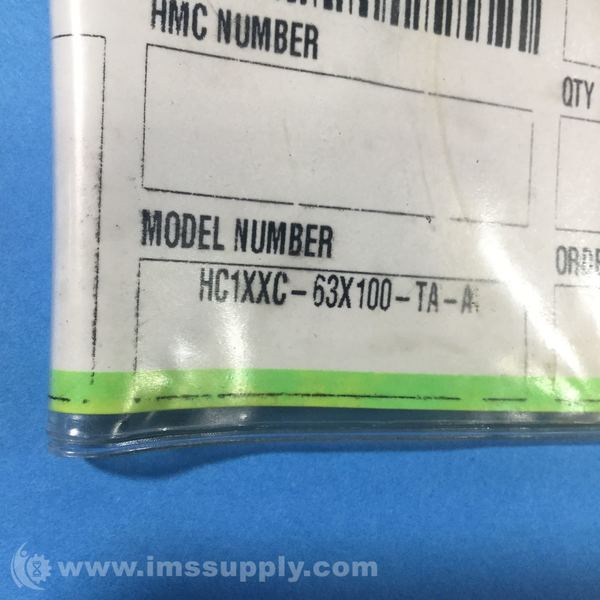 HMC NUMBER
QTY
MODEL NUMBER
HC1XXC-63X100-TA-A
www.imssupply.com